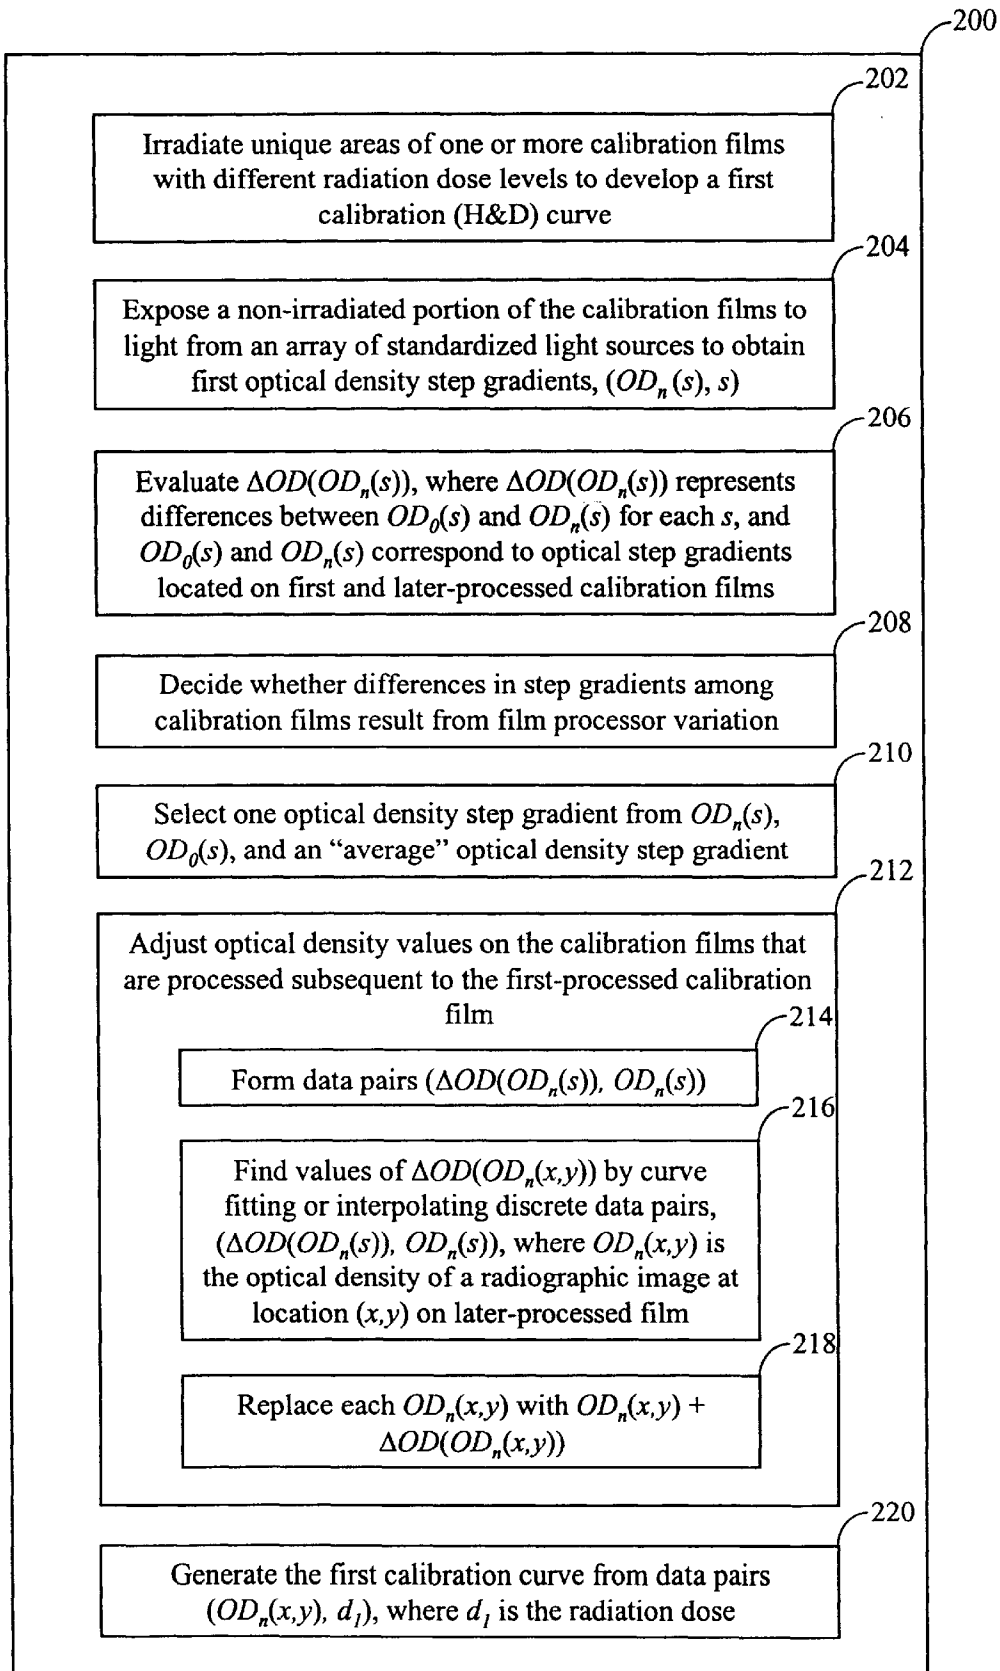 200
202
Irradiate unique areas of one or more calibration films
with different radiation dose levels to develop a first
calibration (H&D) curve
204
Expose a non-irradiated portion of the calibration films to
light from an array of standardized light sources to obtain
first optical density step gradients, (ODₙ (s), s)
206
Evaluate ΔOD(ODₙ(s)), where ΔOD(ODₙ(s)) represents
differences between OD₀(s) and ODₙ(s) for each s, and
OD₀(s) and ODₙ(s) correspond to optical step gradients
located on first and later-processed calibration films
208
Decide whether differences in step gradients among
calibration films result from film processor variation
210
Select one optical density step gradient from ODₙ(s),
OD₀(s), and an “average” optical density step gradient
212
Adjust optical density values on the calibration films that
are processed subsequent to the first-processed calibration
film
214
Form data pairs (ΔOD(ODₙ(s)), ODₙ(s))
216
Find values of ΔOD(ODₙ(x,y)) by curve
fitting or interpolating discrete data pairs,
(ΔOD(ODₙ(s)), ODₙ(s)), where ODₙ(x,y) is
the optical density of a radiographic image at
location (x,y) on later-processed film
218
Replace each ODₙ(x,y) with ODₙ(x,y) +
ΔOD(ODₙ(x,y))
220
Generate the first calibration curve from data pairs
(ODₙ(x,y), d₁), where d₁ is the radiation dose